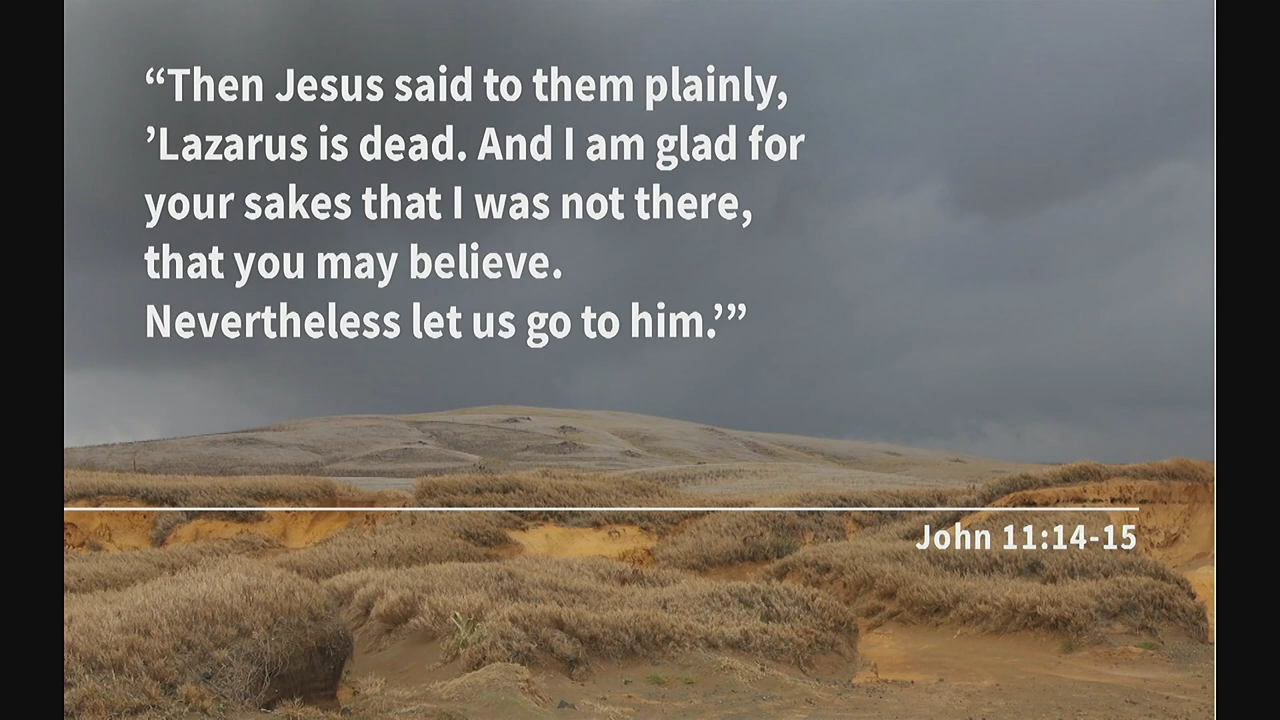 “Then Jesus said to them plainly,
’Lazarus is dead. And I am glad for
your sakes that I was not there,
that you may believe.
Nevertheless let us go to him.’”
John 11:14-15